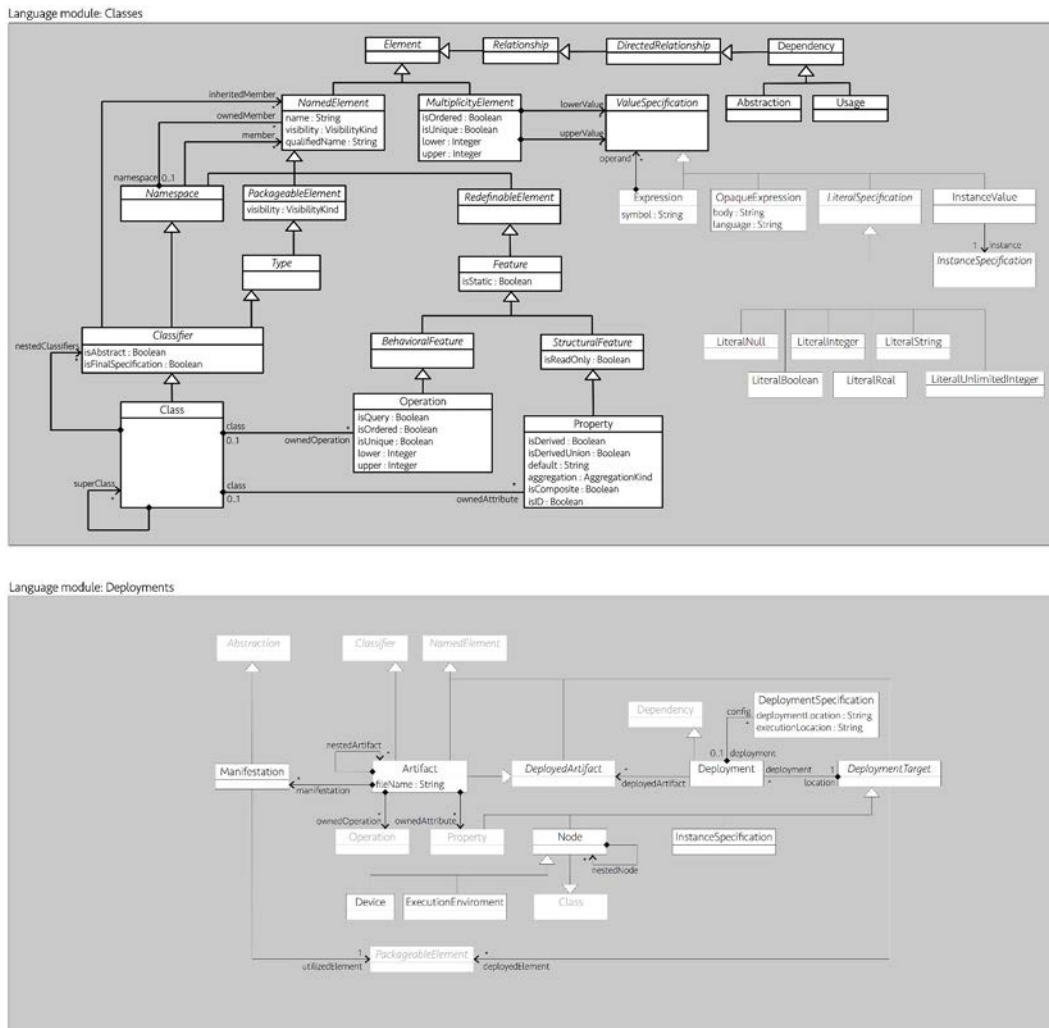 Language module: Classes
Element
Relationship
DirectedRelationship
Dependency
Abstraction
Usage
inheritedMember
*
ownedMember
*
member
*
NamedElement
name : String
visibility : VisibilityKind
qualifiedName : String
MultiplicityElement
isOrdered : Boolean
isUnique : Boolean
lower : Integer
upper : Integer
lowerValue
upperValue
ValueSpecification
operand
*
namespace 0..1
Namespace
PackageableElement
visibility : VisibilityKind
RedefinableElement
Expression
symbol : String
OpaqueExpression
body : String
language : String
LiteralSpecification
InstanceValue
1 instance
InstanceSpecification
Type
Feature
isStatic : Boolean
nestedClassifiers
*
Classifier
isAbstract : Boolean
isFinalSpecification : Boolean
BehavioralFeature
StructuralFeature
isReadOnly : Boolean
LiteralNull
LiteralInteger
LiteralString
LiteralBoolean
LiteralReal
LiteralUnlimitedInteger
Class
class
0..1
*
ownedOperation
Operation
isQuery : Boolean
isOrdered : Boolean
isUnique : Boolean
lower : Integer
upper : Integer
Property
isDerived : Boolean
isDerivedUnion : Boolean
default : String
aggregation : AggregationKind
isComposite : Boolean
isID : Boolean
superClass
*
class
0..1
*
ownedAttribute
Language module: Deployments
Abstraction
Classifier
NamedElement
Dependency
DeploymentSpecification
deploymentLocation : String
executionLocation : String
config
*
0..1
deployment
nestedArtifact
*
Manifestation
*
manifestation
Artifact
fileName : String
DeployedArtifact
*
deployedArtifact
Deployment
deployment
*
1
location
DeploymentTarget
*
ownedOperation
*
ownedAttribute
Operation
Property
Node
InstanceSpecification
*
nestedNode
Device
ExecutionEnviroment
Class
1
utilizedElement
PackageableElement
*
deployedElement